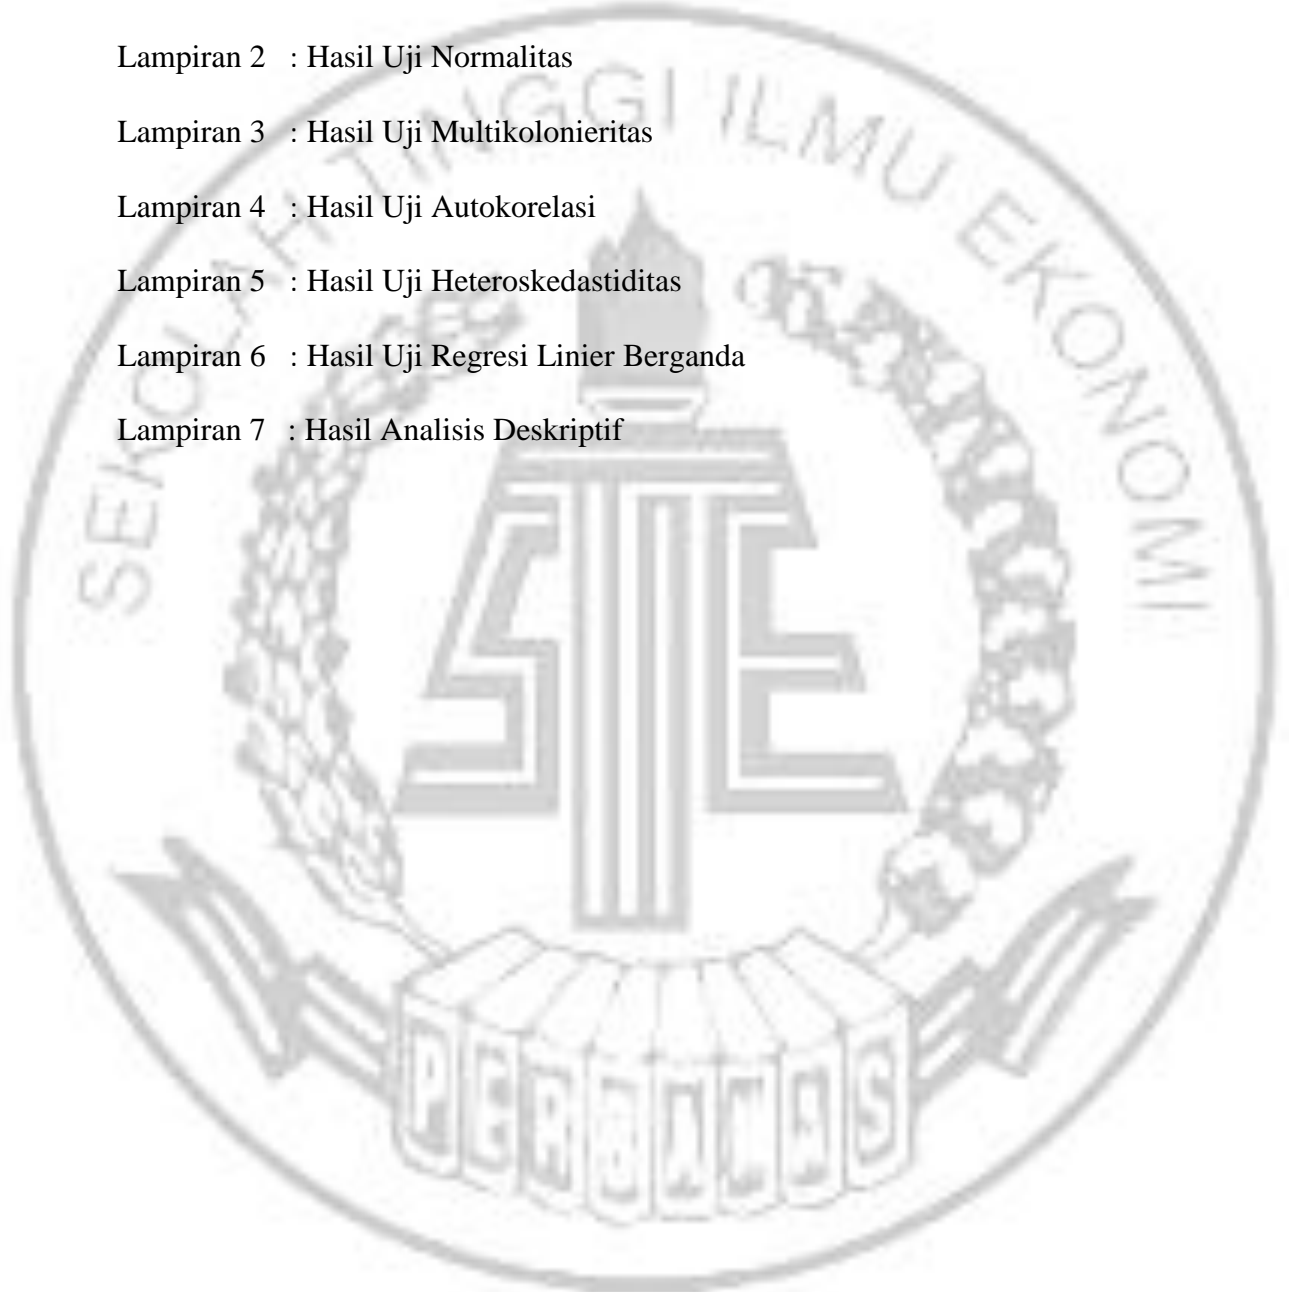 Lampiran 2 : Hasil Uji Normalitas
Lampiran 3 : Hasil Uji Multikolonieritas
Lampiran 4 : Hasil Uji Autokorelasi
Lampiran 5 : Hasil Uji Heteroskedastiditas
Lampiran 6 : Hasil Uji Regresi Linier Berganda
Lampiran 7 : Hasil Analisis Deskriptif
SEKOLAH TINGGI ILMU EKONOMI
STIE
PERBANAS